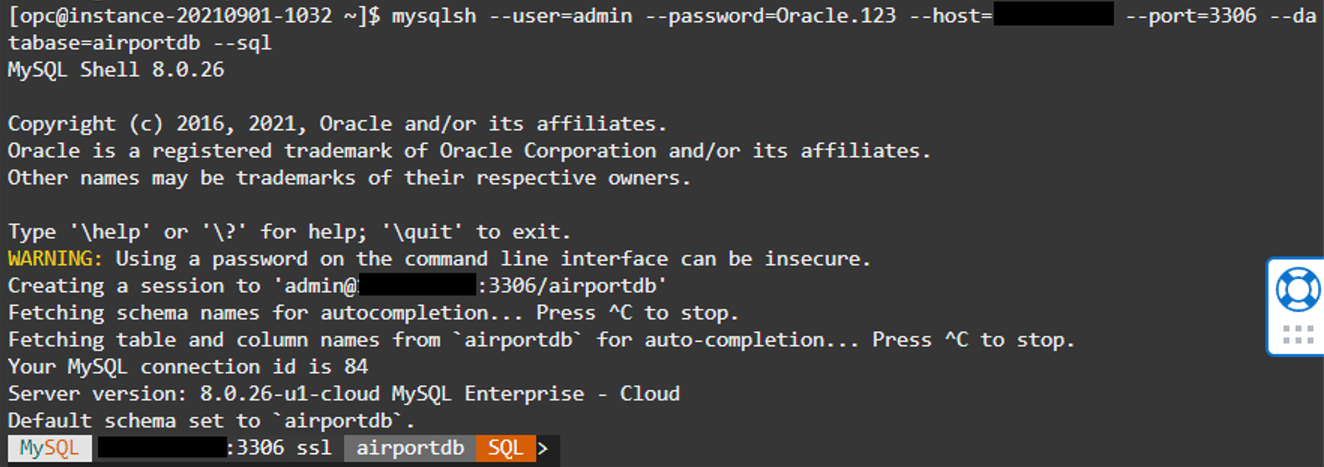 [opc@instance-20210901-1032 ~]$ mysqlsh --user=admin --password=Oracle.123 --host= --port=3306 --da
tabase=airportdb --sql
MySQL Shell 8.0.26
Copyright (c) 2016, 2021, Oracle and/or its affiliates.
Oracle is a registered trademark of Oracle Corporation and/or its affiliates.
Other names may be trademarks of their respective owners.
Type '\help' or '\?' for help; '\quit' to exit.
WARNING: Using a password on the command line interface can be insecure.
Creating a session to 'admin@ :3306/airportdb'
Fetching schema names for autocompletion... Press ^C to stop.
Fetching table and column names from `airportdb` for auto-completion... Press ^C to stop.
Your MySQL connection id is 84
Server version: 8.0.26-u1-cloud MySQL Enterprise - Cloud
Default schema set to `airportdb`.
MySQL :3306 ssl airportdb SQL >